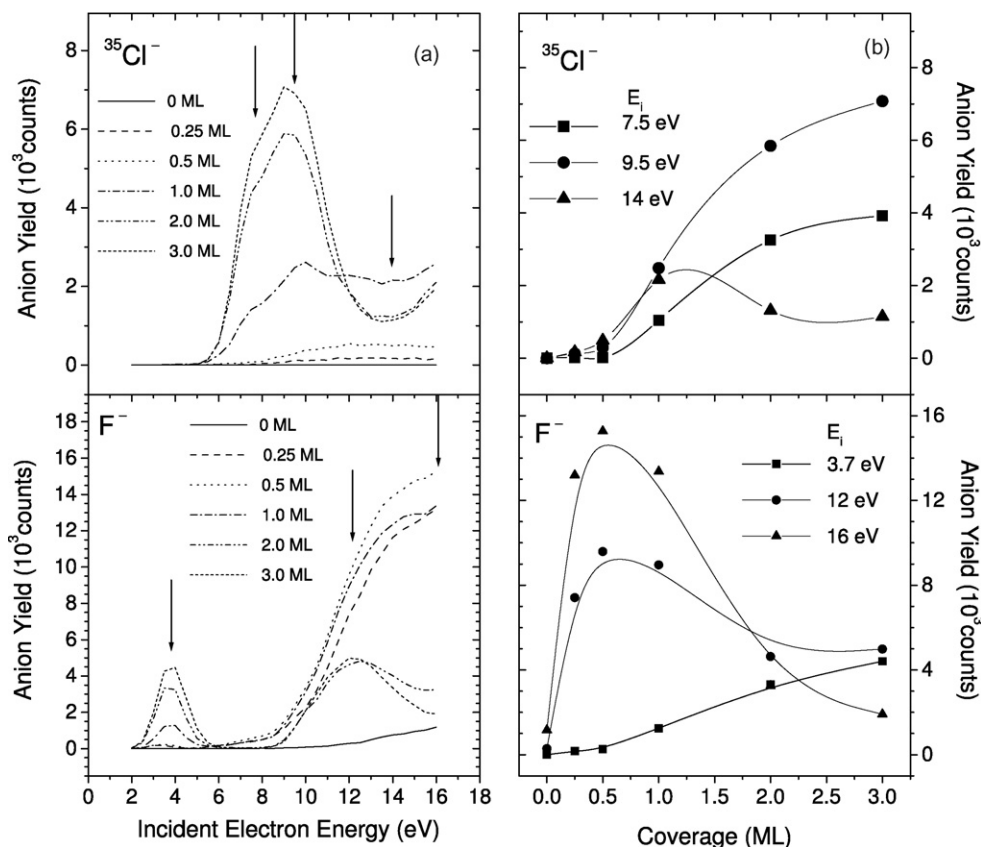 35Cl−
(a)
0 ML
0.25 ML
0.5 ML
1.0 ML
2.0 ML
3.0 ML
8
6
4
2
0
Anion Yield (10³counts)
F−
0 ML
0.25 ML
0.5 ML
1.0 ML
2.0 ML
3.0 ML
18
16
14
12
10
8
6
4
2
0
Anion Yield (10³counts)
0 2 4 6 8 10 12 14 16 18
Incident Electron Energy (eV)
35Cl−
(b)
Ei
7.5 eV
9.5 eV
14 eV
8
6
4
2
0
Anion Yield (10³counts)
F−
Ei
3.7 eV
12 eV
16 eV
16
12
8
4
0
Anion Yield (10³counts)
0.0 0.5 1.0 1.5 2.0 2.5 3.0
Coverage (ML)